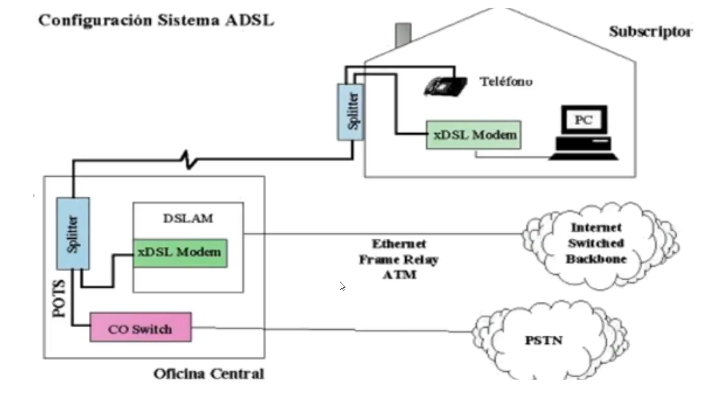 Configuración Sistema ADSL
Subscriptor
Teléfono
Splitter
PC
xDSL Modem
Splitter
DSLAM
xDSL Modem
POTS
CO Switch
Oficina Central
Ethernet
Frame Relay
ATM
Internet
Switched
Backbone
PSTN